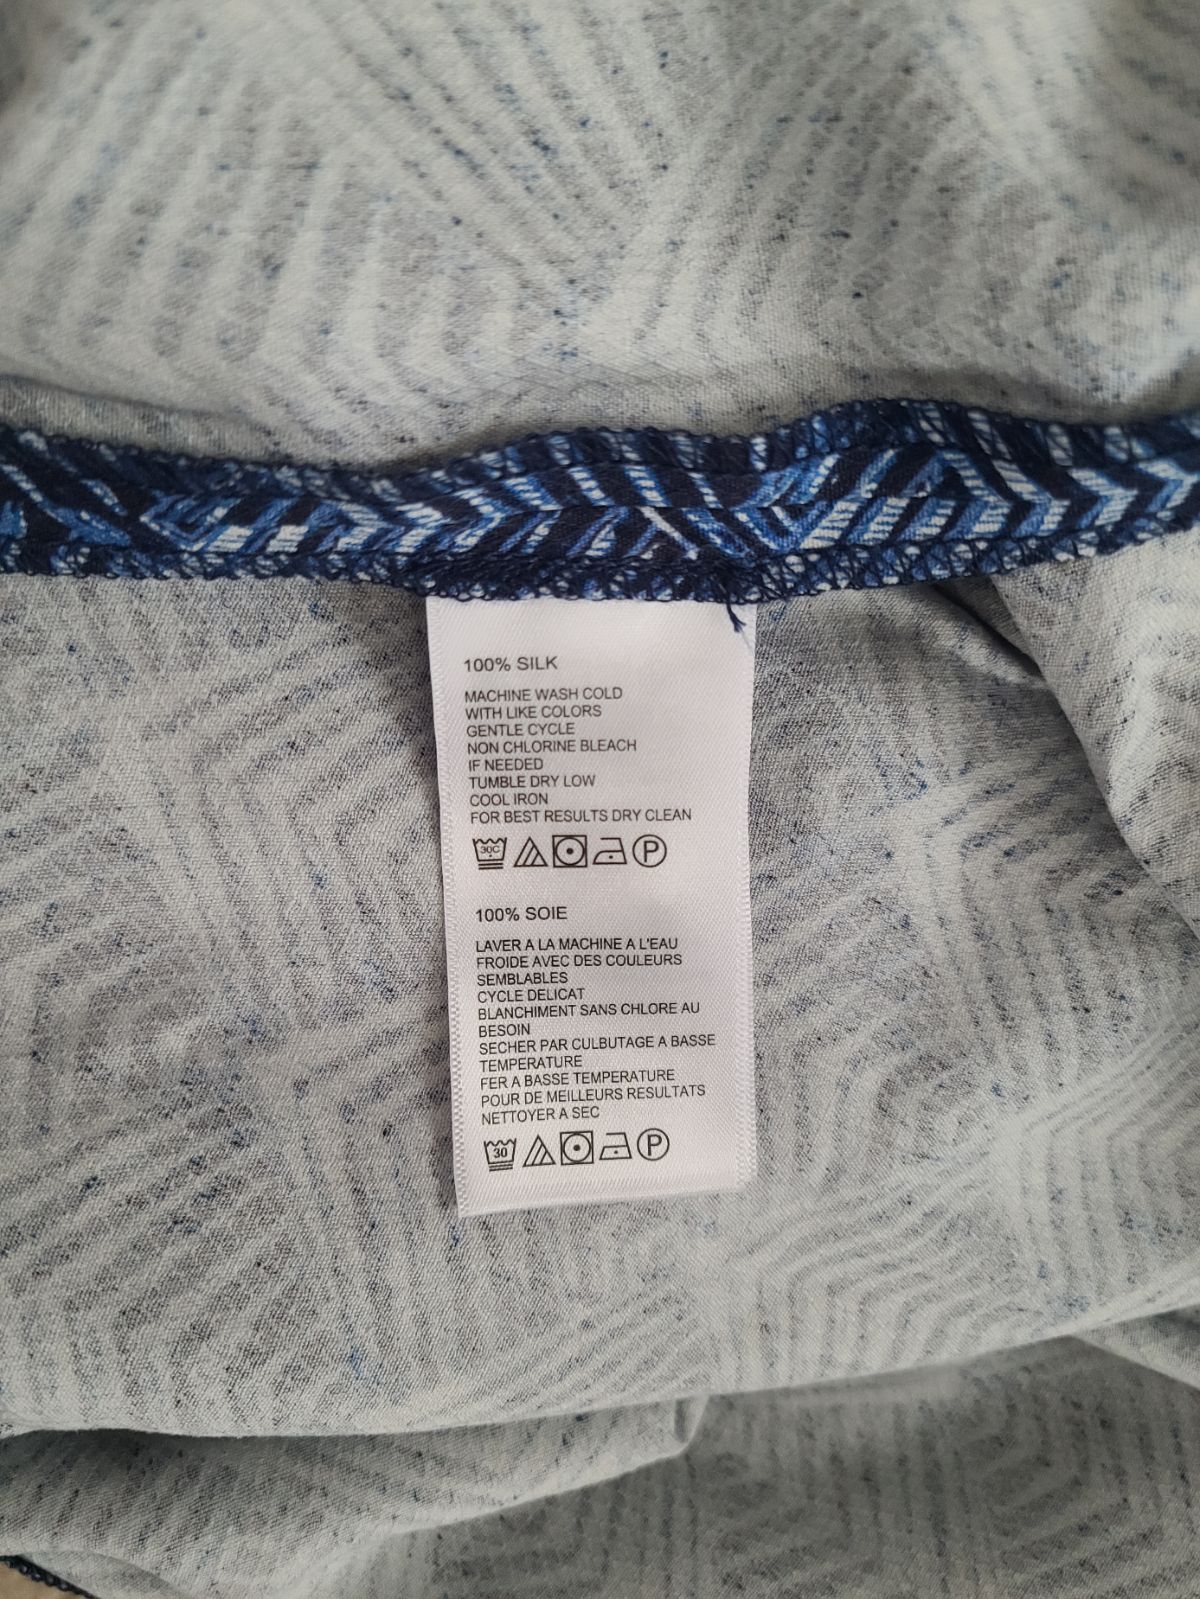 100% SILK
MACHINE WASH COLD
WITH LIKE COLORS
GENTLE CYCLE
NON CHLORINE BLEACH
IF NEEDED
TUMBLE DRY LOW
COOL IRON
FOR BEST RESULTS DRY CLEAN
30C P
100% SOIE
LAVER A LA MACHINE A L'EAU
FROIDE AVEC DES COULEURS
SEMBLABLES
CYCLE DELICAT
BLANCHIMENT SANS CHLORE AU
BESOIN
SECHER PAR CULBUTAGE A BASSE
TEMPERATURE
FER A BASSE TEMPERATURE
POUR DE MEILLEURS RESULTATS
NETTOYER A SEC
30 P